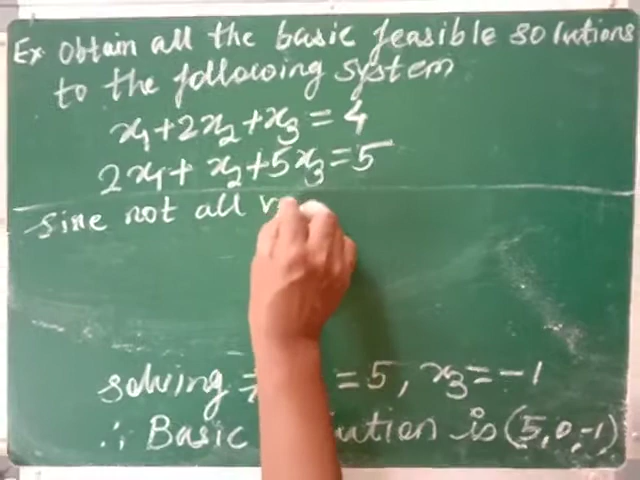 Ex Obtain all the basic feasible solutions
to the following system
x₁+2x₂+x₃=4
2x₁+x₂+5x₃=5
Sine not all
solving = 5, x₃=-1
∴ Basic is (5,0,-1)